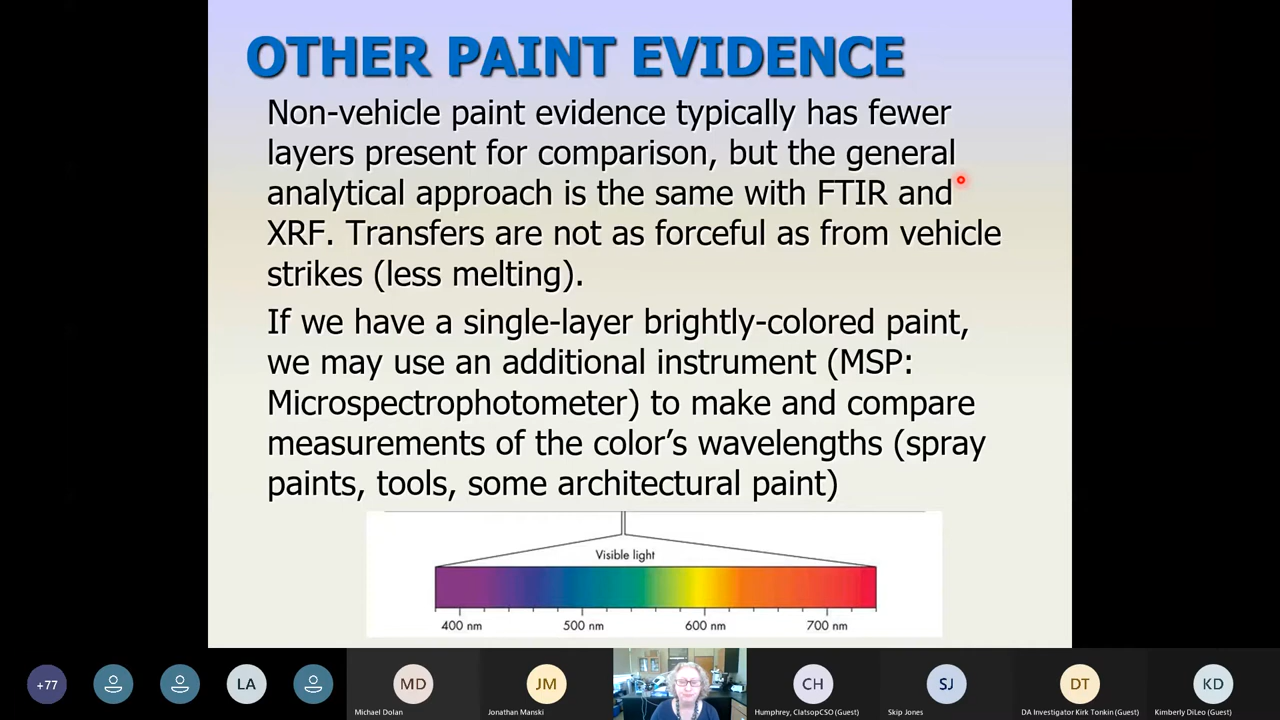 OTHER PAINT EVIDENCE
Non-vehicle paint evidence typically has fewer
layers present for comparison, but the general
analytical approach is the same with FTIR and
XRF. Transfers are not as forceful as from vehicle
strikes (less melting).
If we have a single-layer brightly-colored paint,
we may use an additional instrument (MSP:
Microspectrophotometer) to make and compare
measurements of the color’s wavelengths (spray
paints, tools, some architectural paint)
Visible light
400 nm 500 nm 600 nm 700 nm
+77 LA MD JM CH SJ DT KD
Michael Dolan Jonathan Manski Humphrey, ClatsopCSO (Guest) Skip Jones DA Investigator Kirk Tonkin (Guest) Kimberly DiLeo (Guest)